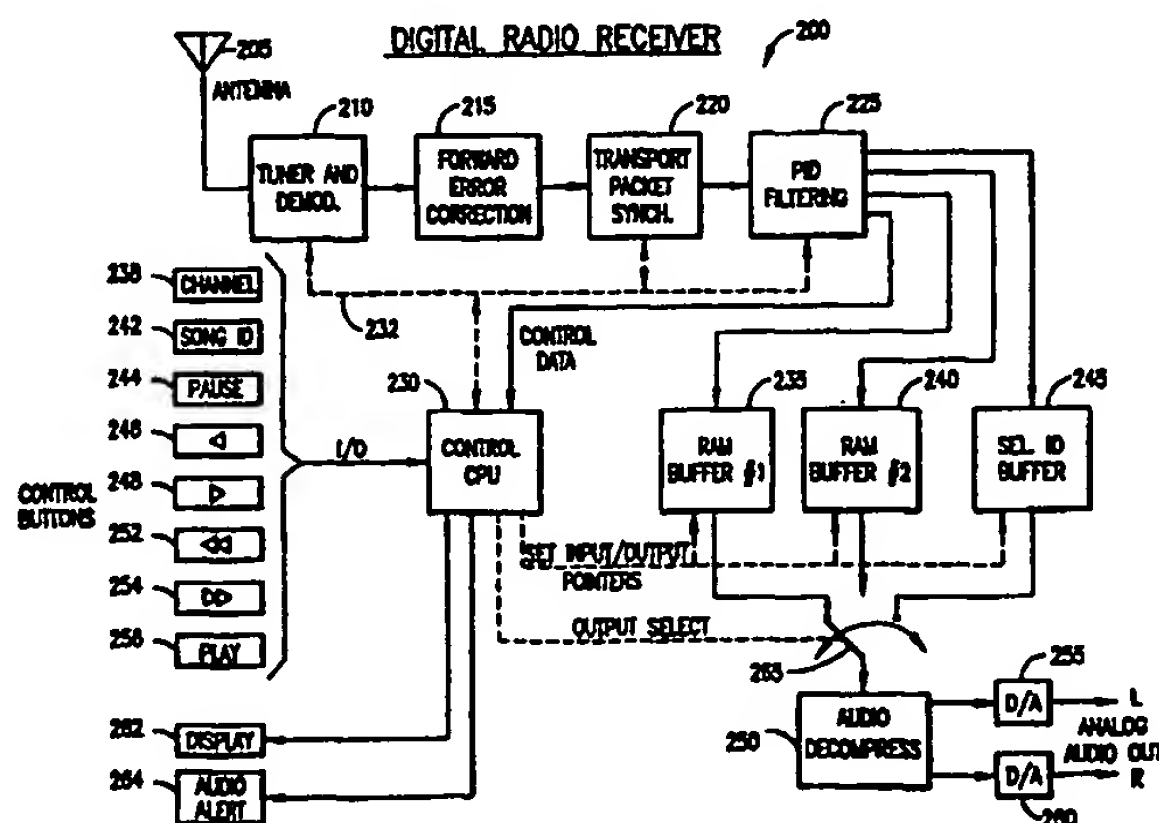 DIGITAL RADIO RECEIVER
200
205
ANTENNA
210
TUNER AND
DEMOD.
215
FORWARD
ERROR
CORRECTION
220
TRANSPORT
PACKET
SYNCH.
225
PID
FILTERING
232
CONTROL
DATA
238
CHANNEL
242
SONG ID
244
PAUSE
246
248
252
254
258
PLAY
CONTROL
BUTTONS
I/O
230
CONTROL
CPU
235
RAM
BUFFER #1
240
RAM
BUFFER #2
245
SEL ID
BUFFER
SET INPUT/OUTPUT
POINTERS
OUTPUT SELECT
265
262
DISPLAY
264
AUDIO
ALERT
250
AUDIO
DECOMPRESS
255
D/A
L
ANALOG
AUDIO OUT
D/A
R
260